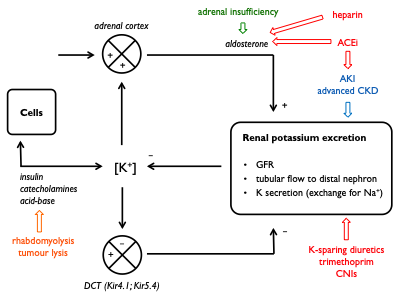 adrenal insufficiency
heparin
adrenal cortex
aldosterone
ACEi
+
+
AKI
advanced CKD
+
Cells
Renal potassium excretion
• GFR
• tubular flow to distal nephron
• K secretion (exchange for Na⁺)
–
[K⁺]
insulin
catecholamines
acid-base
rhabdomyolysis
tumour lysis
–
+
–
K-sparing diuretics
trimethoprim
CNIs
DCT (Kir4.1; Kir5.4)